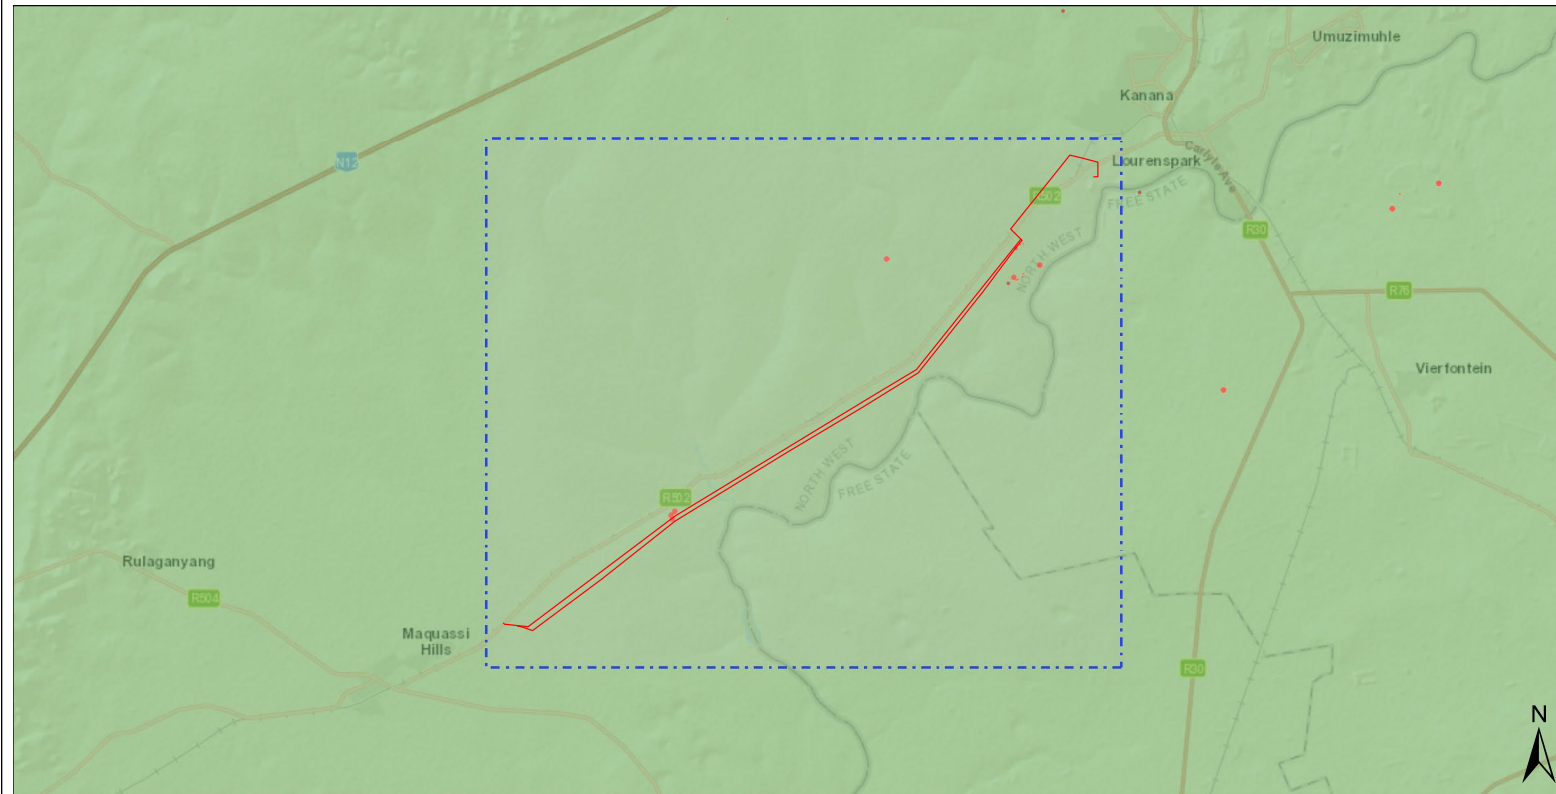 Umuzimuhle
Kanana
N12
Lourenspark
Carlyle Ave
FREE STATE
R502
R30
NORTH WEST
R76
Vierfontein
NORTH WEST
FREE STATE
R502
Rulaganyang
R504
Maquassi
Hills
R30
N